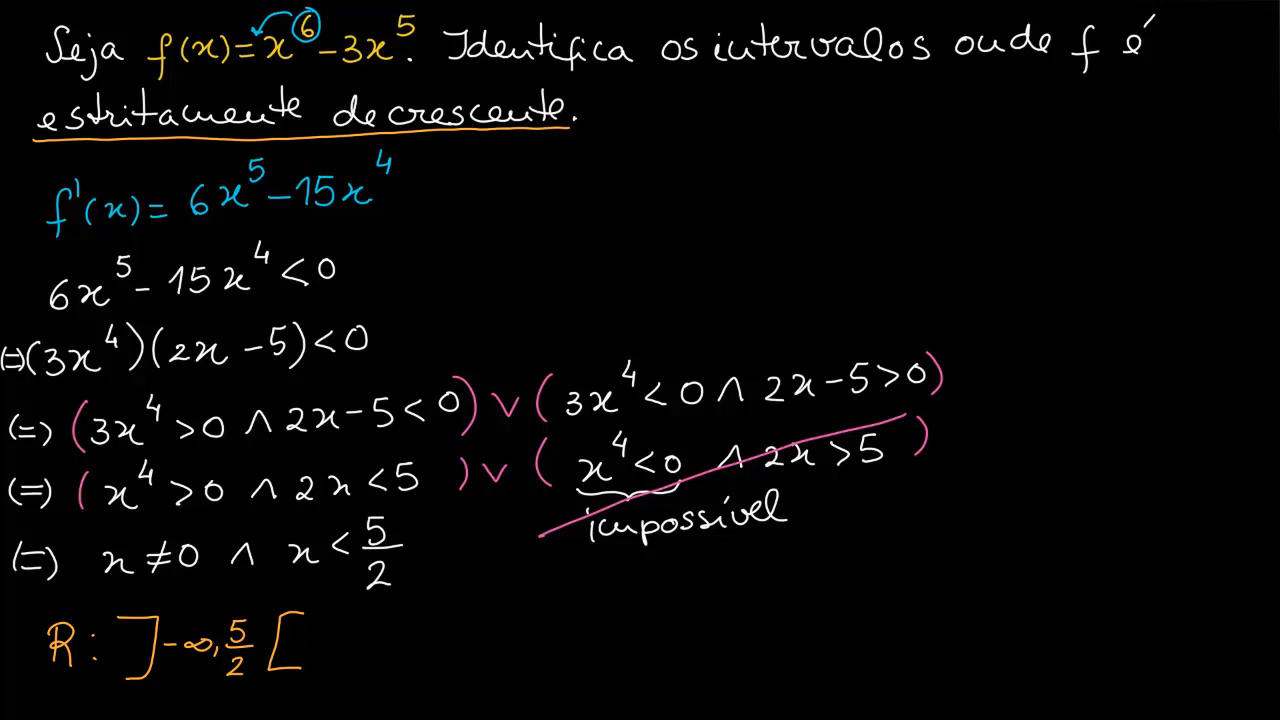 Seja f(x) = x⁶ - 3x⁵. Identifica os intervalos onde f é
estritamente decrescente.
f'(x) = 6x⁵ - 15x⁴
6x⁵ - 15x⁴ < 0
(=) (3x⁴)(2x - 5) < 0
(=) (3x⁴ > 0 ∧ 2x - 5 < 0) ∨ (3x⁴ < 0 ∧ 2x - 5 > 0)
(=) (x⁴ > 0 ∧ 2x < 5) ∨ (x⁴ < 0 ∧ 2x > 5)
impossível
(=) x ≠ 0 ∧ x < 5/2
R: ]-∞, 5/2[